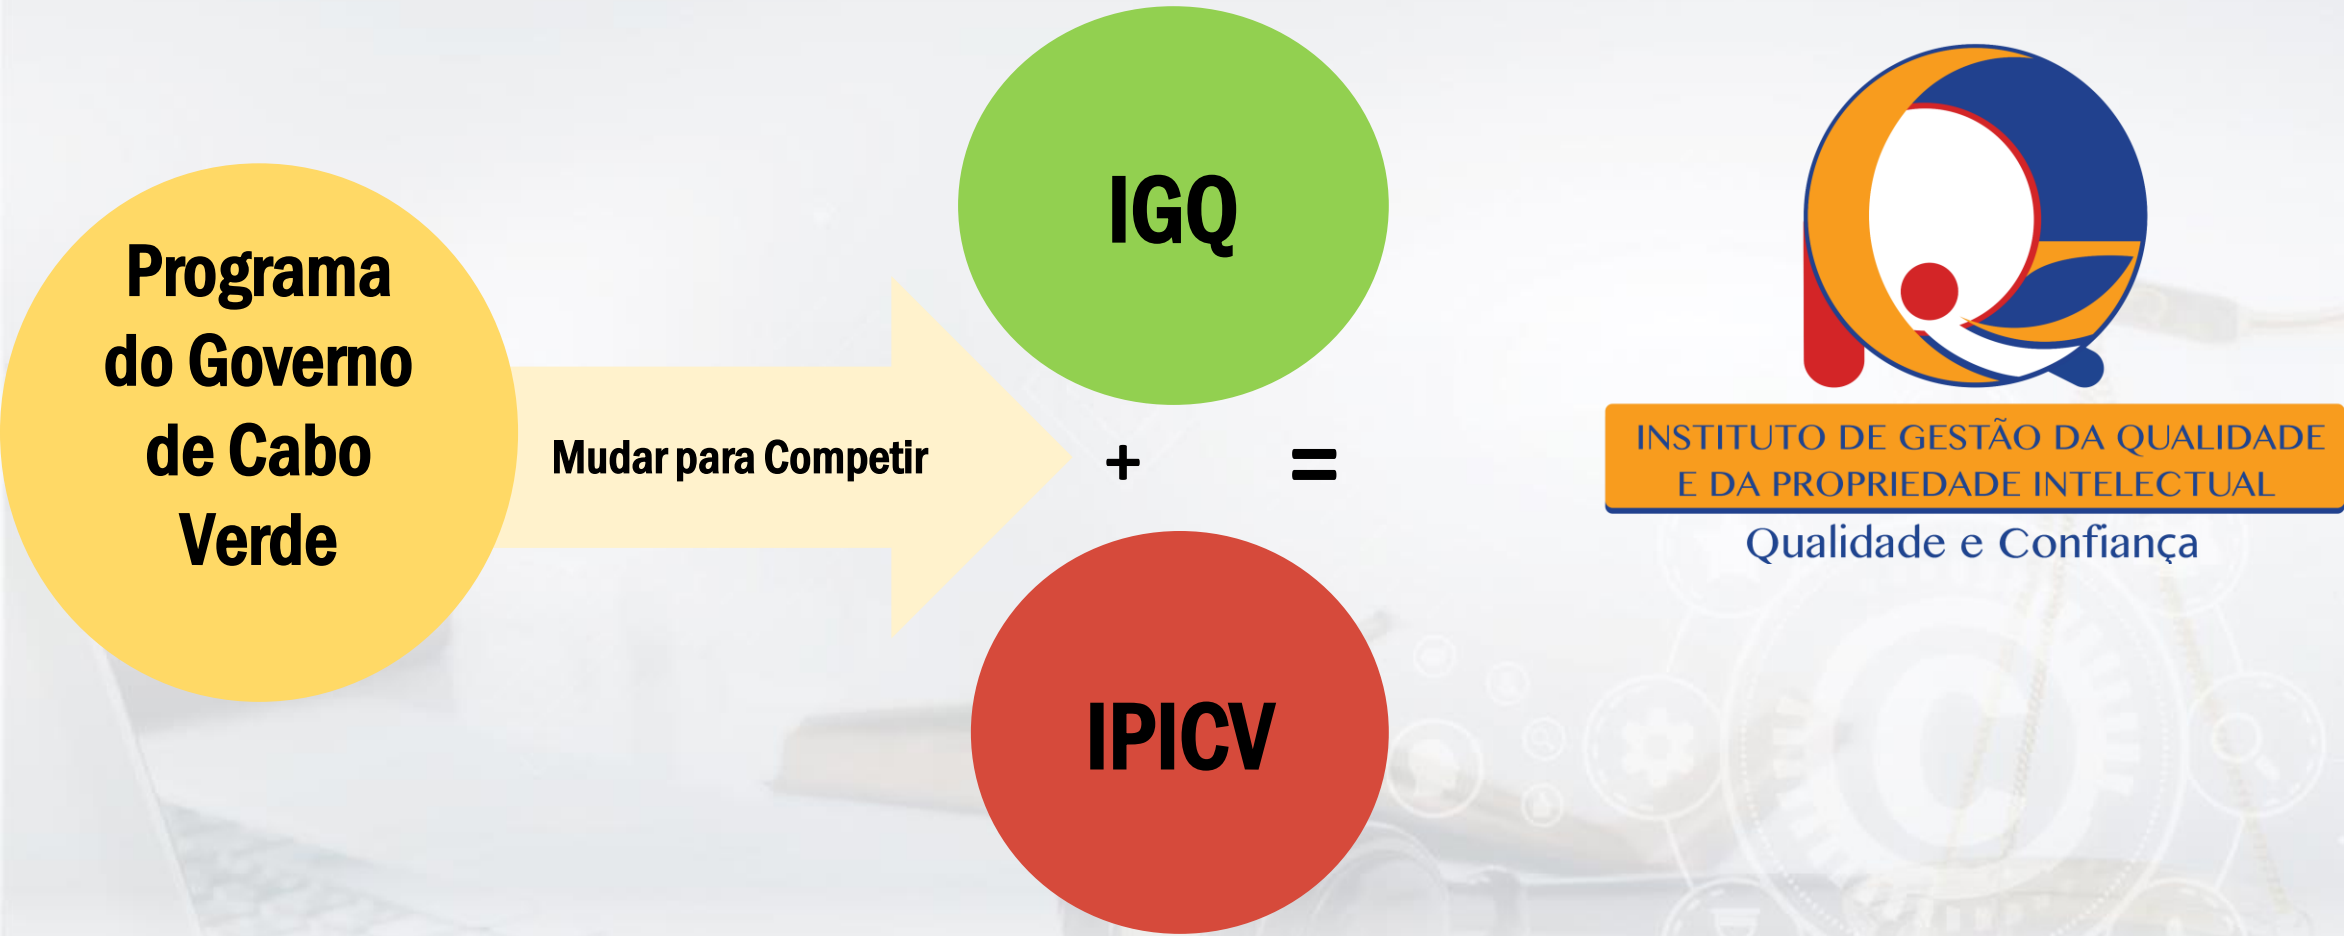 Programa
do Governo
de Cabo
Verde
Mudar para Competir
IGQ
+
=
IPICV
INSTITUTO DE GESTÃO DA QUALIDADE
E DA PROPRIEDADE INTELECTUAL
Qualidade e Confiança
C